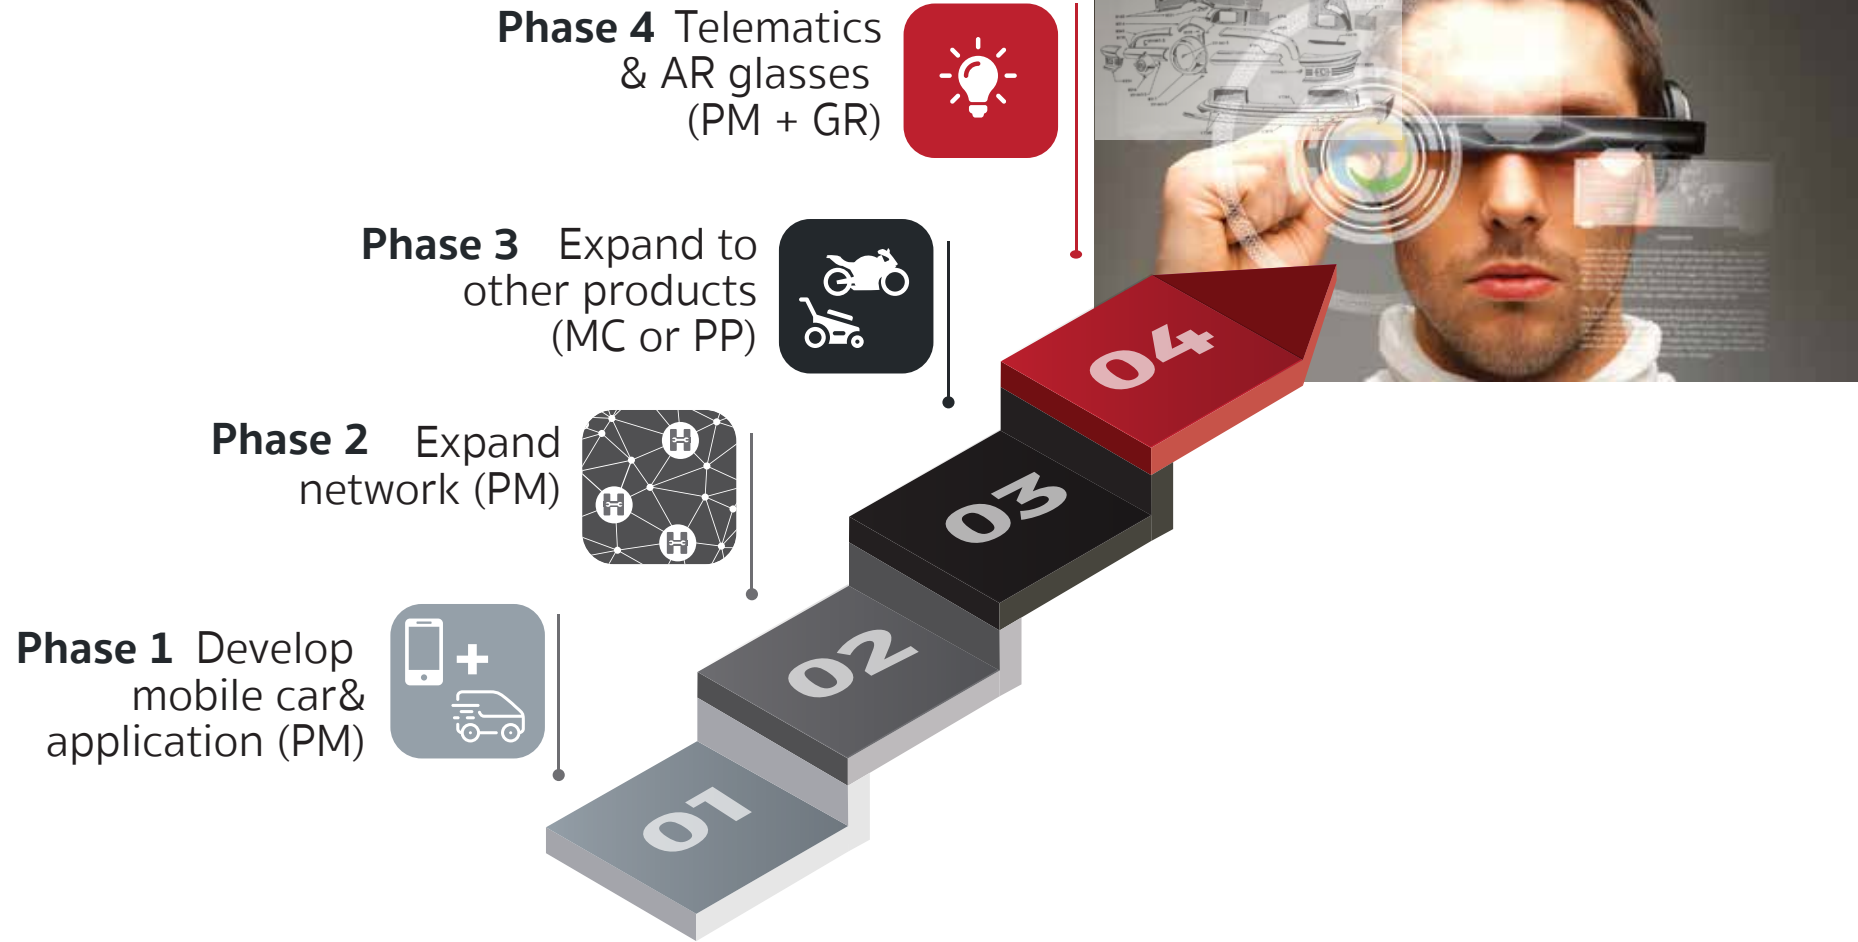 Phase 4 Telematics
& AR glasses
(PM + GR)
Phase 3 Expand to
other products
(MC or PP)
Phase 2 Expand
network (PM)
Phase 1 Develop
mobile car&
application (PM)
04
03
02
01